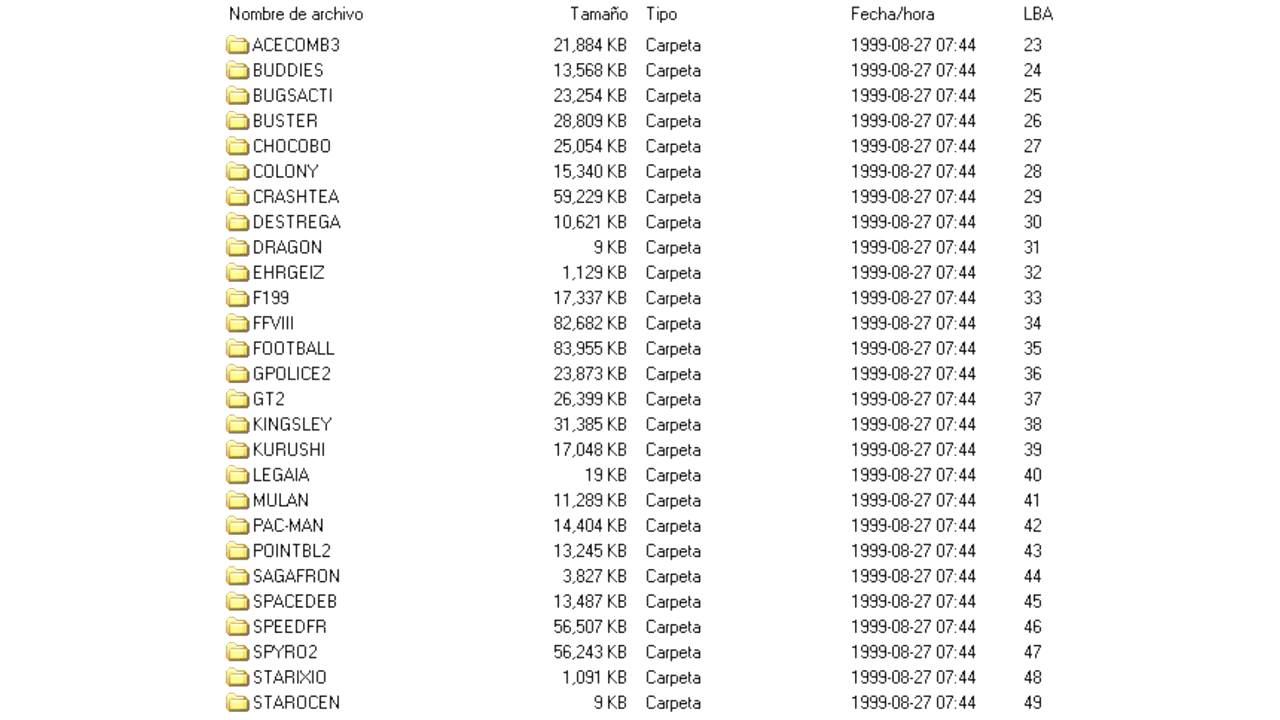 Nombre de archivo Tamaño Tipo Fecha/hora LBA
ACECOMB3 21,884 KB Carpeta 1999-08-27 07:44 23
BUDDIES 13,568 KB Carpeta 1999-08-27 07:44 24
BUGSACTI 23,254 KB Carpeta 1999-08-27 07:44 25
BUSTER 28,809 KB Carpeta 1999-08-27 07:44 26
CHOCOBO 25,054 KB Carpeta 1999-08-27 07:44 27
COLONY 15,340 KB Carpeta 1999-08-27 07:44 28
CRASHTEA 59,229 KB Carpeta 1999-08-27 07:44 29
DESTREGA 10,621 KB Carpeta 1999-08-27 07:44 30
DRAGON 9 KB Carpeta 1999-08-27 07:44 31
EHRGEIZ 1,129 KB Carpeta 1999-08-27 07:44 32
F199 17,337 KB Carpeta 1999-08-27 07:44 33
FFVIII 82,682 KB Carpeta 1999-08-27 07:44 34
FOOTBALL 83,955 KB Carpeta 1999-08-27 07:44 35
GPOLICE2 23,873 KB Carpeta 1999-08-27 07:44 36
GT2 26,399 KB Carpeta 1999-08-27 07:44 37
KINGSLEY 31,385 KB Carpeta 1999-08-27 07:44 38
KURUSHI 17,048 KB Carpeta 1999-08-27 07:44 39
LEGAIA 19 KB Carpeta 1999-08-27 07:44 40
MULAN 11,289 KB Carpeta 1999-08-27 07:44 41
PAC-MAN 14,404 KB Carpeta 1999-08-27 07:44 42
POINTBL2 13,245 KB Carpeta 1999-08-27 07:44 43
SAGAFRON 3,827 KB Carpeta 1999-08-27 07:44 44
SPACEDEB 13,487 KB Carpeta 1999-08-27 07:44 45
SPEEDFR 56,507 KB Carpeta 1999-08-27 07:44 46
SPYRO2 56,243 KB Carpeta 1999-08-27 07:44 47
STARIXIO 1,091 KB Carpeta 1999-08-27 07:44 48
STAROCEN 9 KB Carpeta 1999-08-27 07:44 49